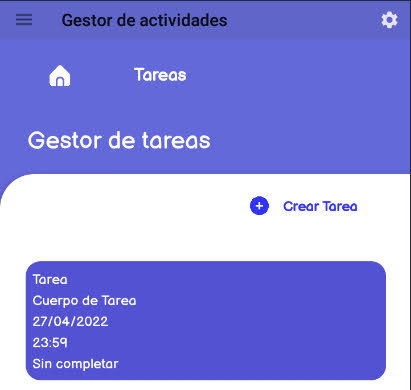 Gestor de actividades
Tareas
Gestor de tareas
Crear Tarea
Tarea
Cuerpo de Tarea
27/04/2022
23:59
Sin completar